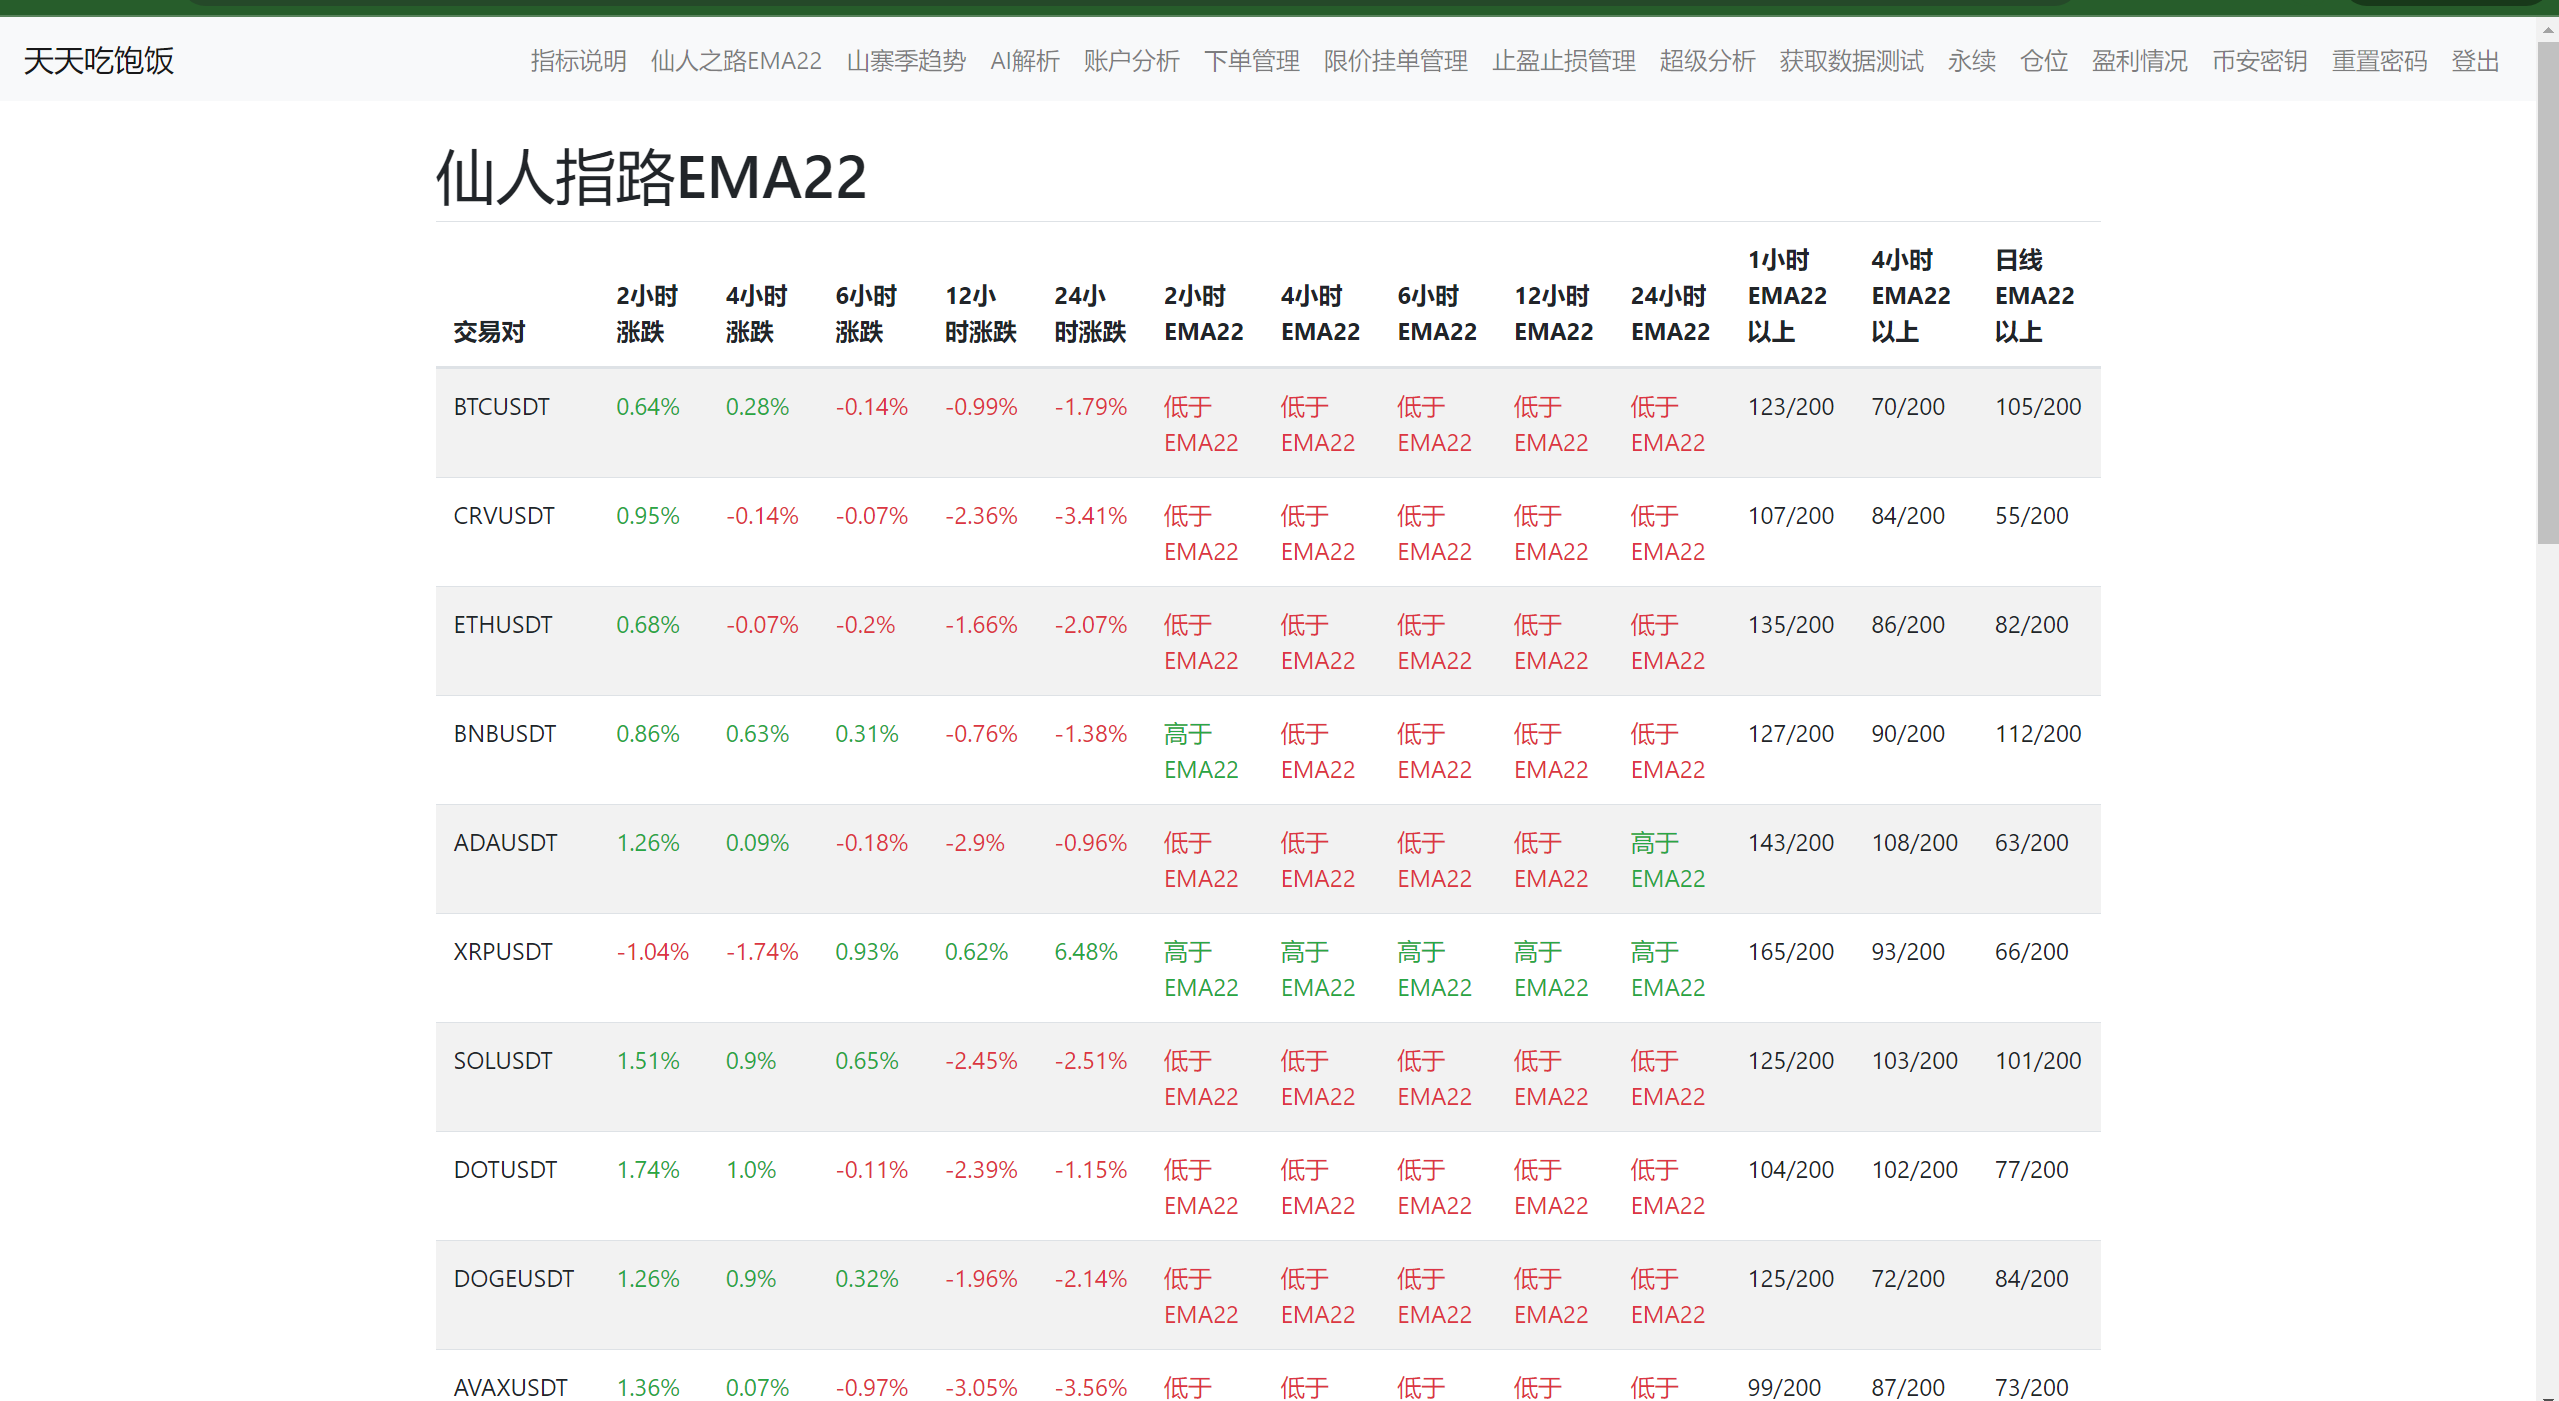 天天吃饱饭 指标说明 仙人之路EMA22 山寨季趋势 AI解析 账户分析 下单管理 限价挂单管理 止盈止损管理 超级分析 获取数据测试 永续 仓位 盈利情况 币安密钥 重置密码 登出
仙人指路EMA22
交易对 2小时涨跌 4小时涨跌 6小时涨跌 12小时涨跌 24小时涨跌 2小时EMA22 4小时EMA22 6小时EMA22 12小时EMA22 24小时EMA22 1小时EMA22以上 4小时EMA22以上 日线EMA22以上
BTCUSDT 0.64% 0.28% -0.14% -0.99% -1.79% 低于EMA22 低于EMA22 低于EMA22 低于EMA22 低于EMA22 123/200 70/200 105/200
CRVUSDT 0.95% -0.14% -0.07% -2.36% -3.41% 低于EMA22 低于EMA22 低于EMA22 低于EMA22 低于EMA22 107/200 84/200 55/200
ETHUSDT 0.68% -0.07% -0.2% -1.66% -2.07% 低于EMA22 低于EMA22 低于EMA22 低于EMA22 低于EMA22 135/200 86/200 82/200
BNBUSDT 0.86% 0.63% 0.31% -0.76% -1.38% 高于EMA22 低于EMA22 低于EMA22 低于EMA22 低于EMA22 127/200 90/200 112/200
ADAUSDT 1.26% 0.09% -0.18% -2.9% -0.96% 低于EMA22 低于EMA22 低于EMA22 低于EMA22 高于EMA22 143/200 108/200 63/200
XRPUSDT -1.04% -1.74% 0.93% 0.62% 6.48% 高于EMA22 高于EMA22 高于EMA22 高于EMA22 高于EMA22 165/200 93/200 66/200
SOLUSDT 1.51% 0.9% 0.65% -2.45% -2.51% 低于EMA22 低于EMA22 低于EMA22 低于EMA22 低于EMA22 125/200 103/200 101/200
DOTUSDT 1.74% 1.0% -0.11% -2.39% -1.15% 低于EMA22 低于EMA22 低于EMA22 低于EMA22 低于EMA22 104/200 102/200 77/200
DOGEUSDT 1.26% 0.9% 0.32% -1.96% -2.14% 低于EMA22 低于EMA22 低于EMA22 低于EMA22 低于EMA22 125/200 72/200 84/200
AVAXUSDT 1.36% 0.07% -0.97% -3.05% -3.56% 低于 低于 低于 低于 低于 99/200 87/200 73/200